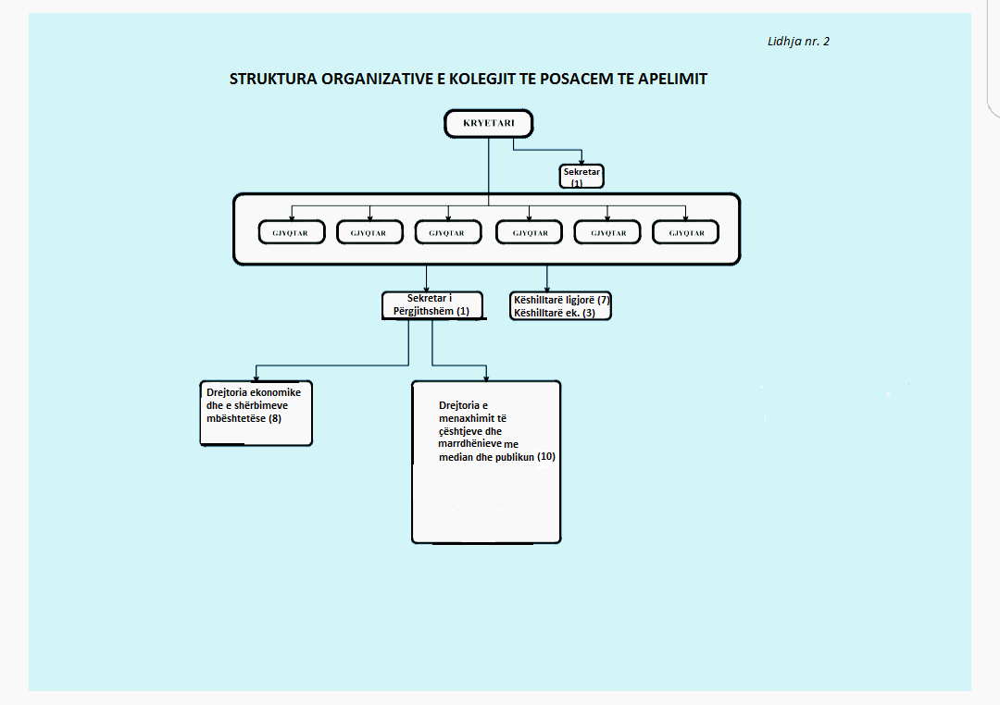 Lidhja nr. 2
STRUKTURA ORGANIZATIVE E KOLEGJIT TE POSACEM TE APELIMIT
KRYETARI
Sekretar
(1)
GJYQTAR
GJYQTAR
GJYQTAR
GJYQTAR
GJYQTAR
GJYQTAR
Sekretar i
Përgjithshëm (1)
Këshilltarë ligjorë (7)
Këshilltarë ek. (3)
Drejtoria ekonomike
dhe e shërbimeve
mbështetëse (8)
Drejtoria e
menaxhimit të
çështjeve dhe
marrdhënieve me
median dhe publikun (10)